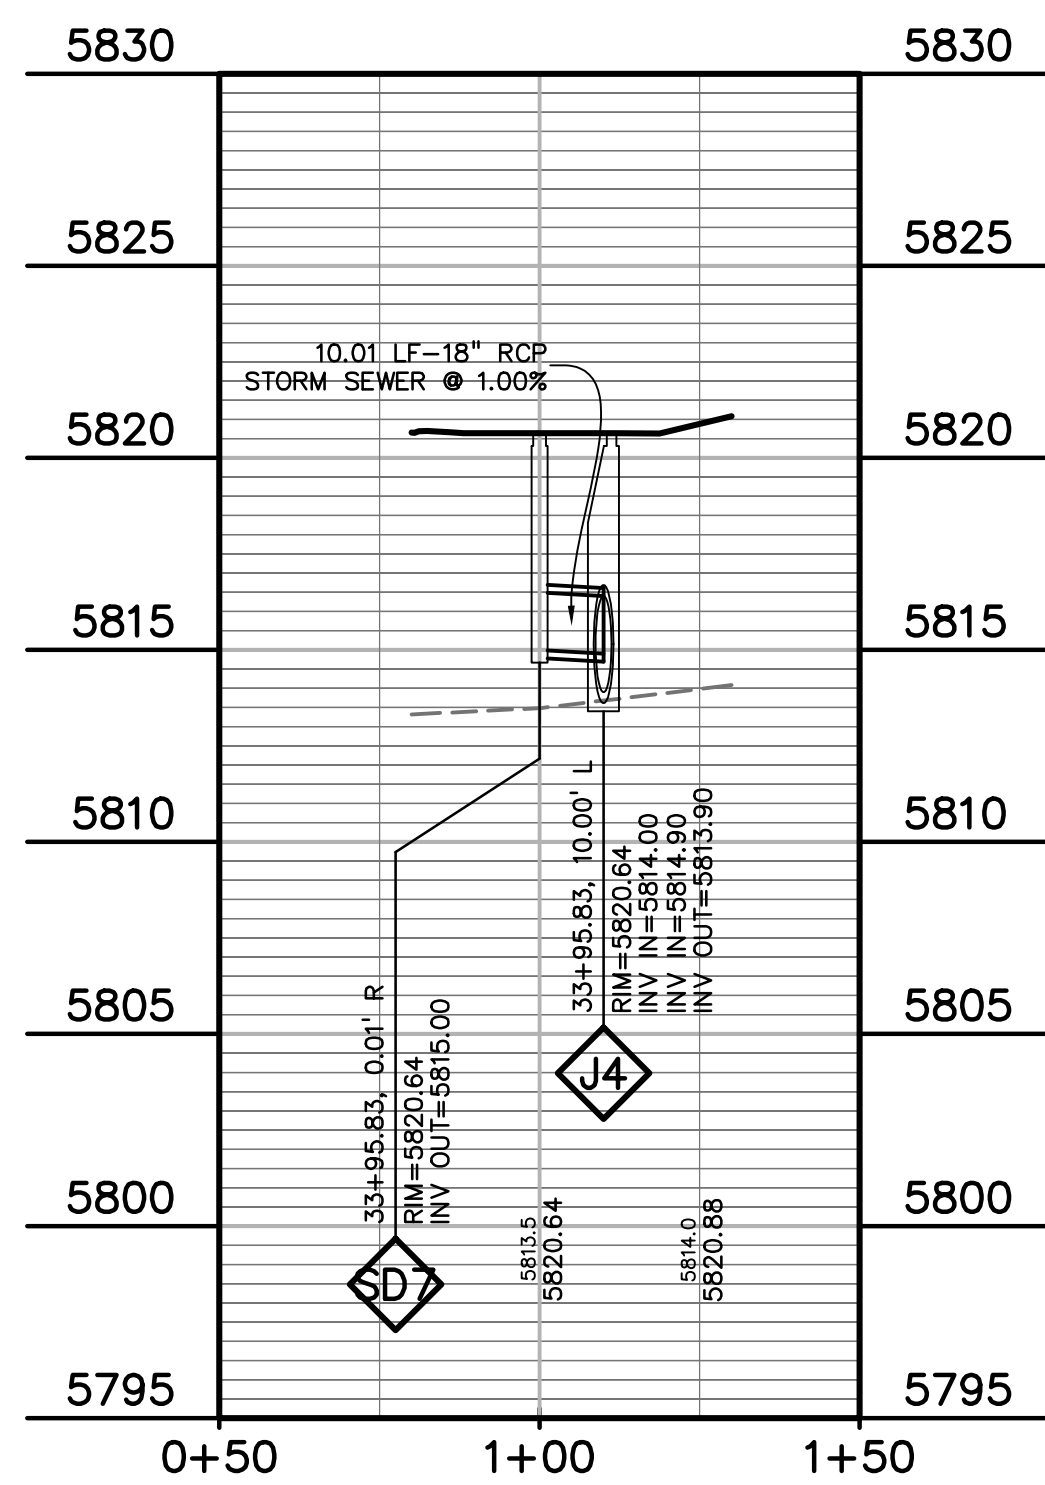 5830 5830
5825 5825
10.01 LF-18" RCP
STORM SEWER @ 1.00%
5820 5820
5815 5815
5810 5810
33+95.83, 10.00' L
RIM=5820.64
INV IN=5814.00
INV IN=5814.90
INV OUT=5813.90
5805 5805
J4
33+95.83, 0.01' R
RIM=5820.64
INV OUT=5815.00
5800 5800
SD7
5813.5
5820.64
5814.0
5820.88
5795 5795
0+50 1+00 1+50